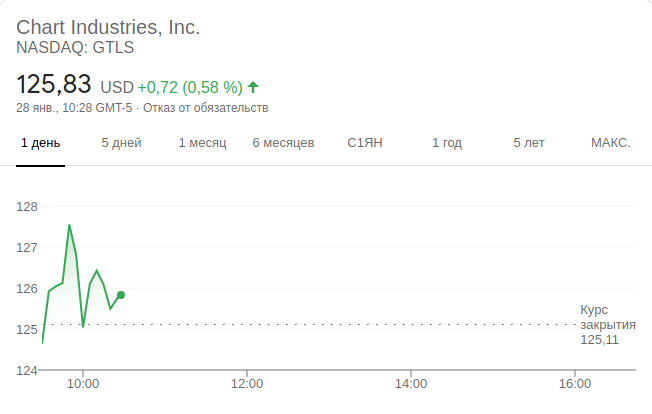 Chart Industries, Inc.
NASDAQ: GTLS
125,83 USD +0,72 (0,58 %)
28 янв., 10:28 GMT-5 · Отказ от обязательств
1 день 5 дней 1 месяц 6 месяцев С1ЯН 1 год 5 лет МАКС.
128
127
126
125
124
Курс
закрытия
125,11
10:00 12:00 14:00 16:00